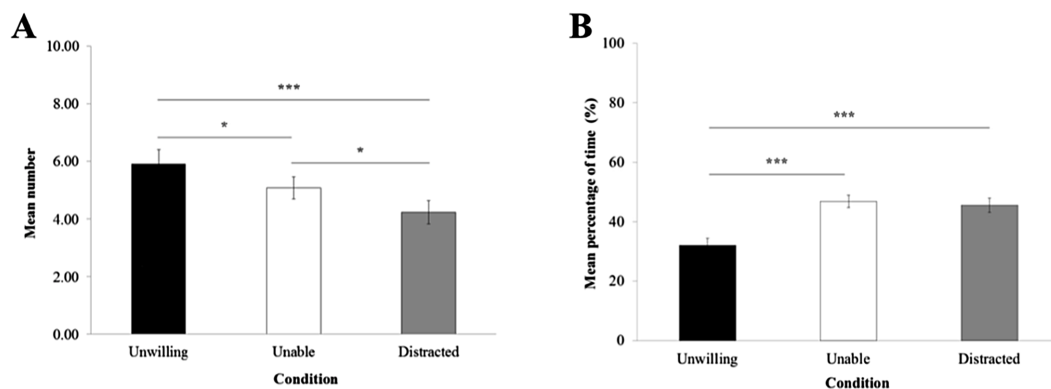 A
10.00
8.00
6.00
4.00
2.00
0.00
Mean number
***
*
*
Unwilling Unable Distracted
Condition
B
100
80
60
40
20
0
Mean percentage of time (%)
***
***
Unwilling Unable Distracted
Condition